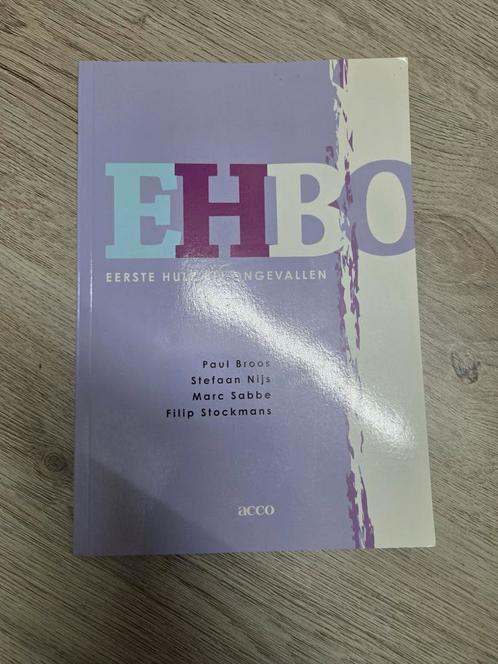 EHBO
EERSTE HULP BIJ ONGEVALLEN
Paul Broos
Stefaan Nijs
Marc Sabbe
Filip Stockmans
acco